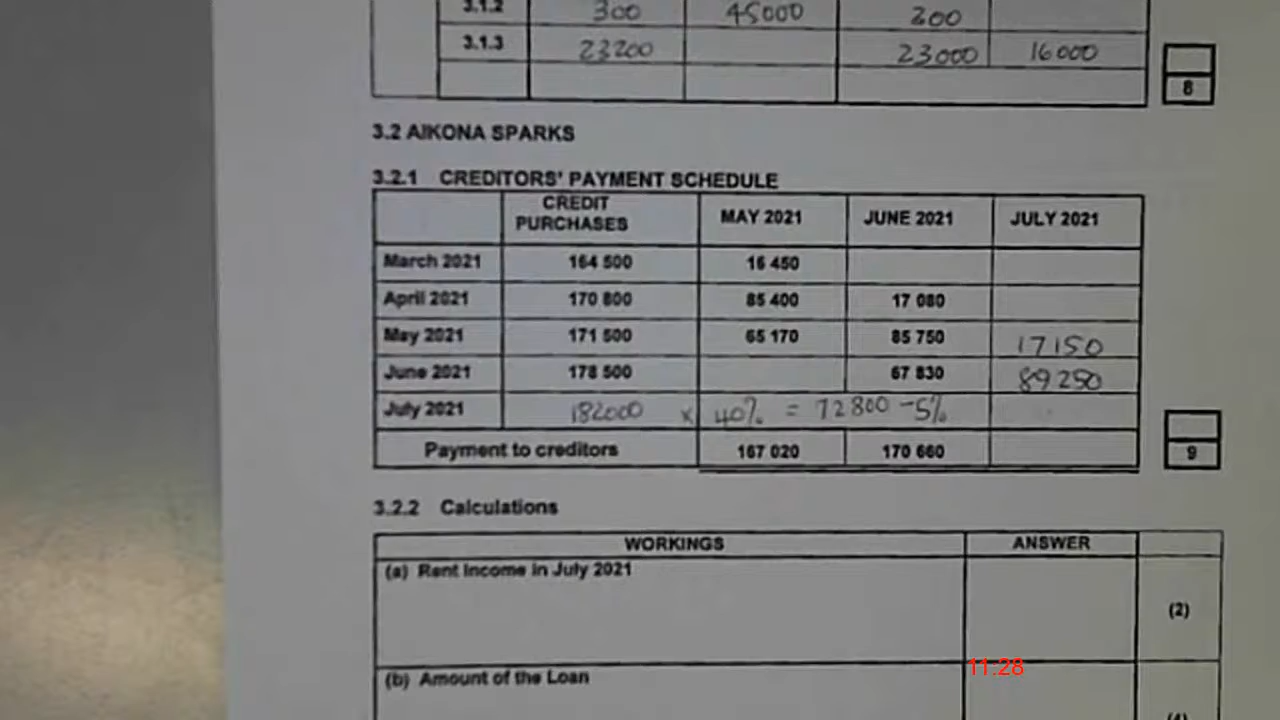 3.1.2 300 45000 200
3.1.3 23200 23000 16000
8
3.2 AIKONA SPARKS
3.2.1 CREDITORS' PAYMENT SCHEDULE
CREDIT PURCHASES MAY 2021 JUNE 2021 JULY 2021
March 2021 164 500 16 450
April 2021 170 800 85 400 17 080
May 2021 171 500 65 170 85 750 17150
June 2021 178 500 67 830 89250
July 2021 182000 x 40% = 72800 -5%
Payment to creditors 167 020 170 660
9
3.2.2 Calculations
WORKINGS ANSWER
(a) Rent Income in July 2021
(2)
11:28
(b) Amount of the Loan
(4)